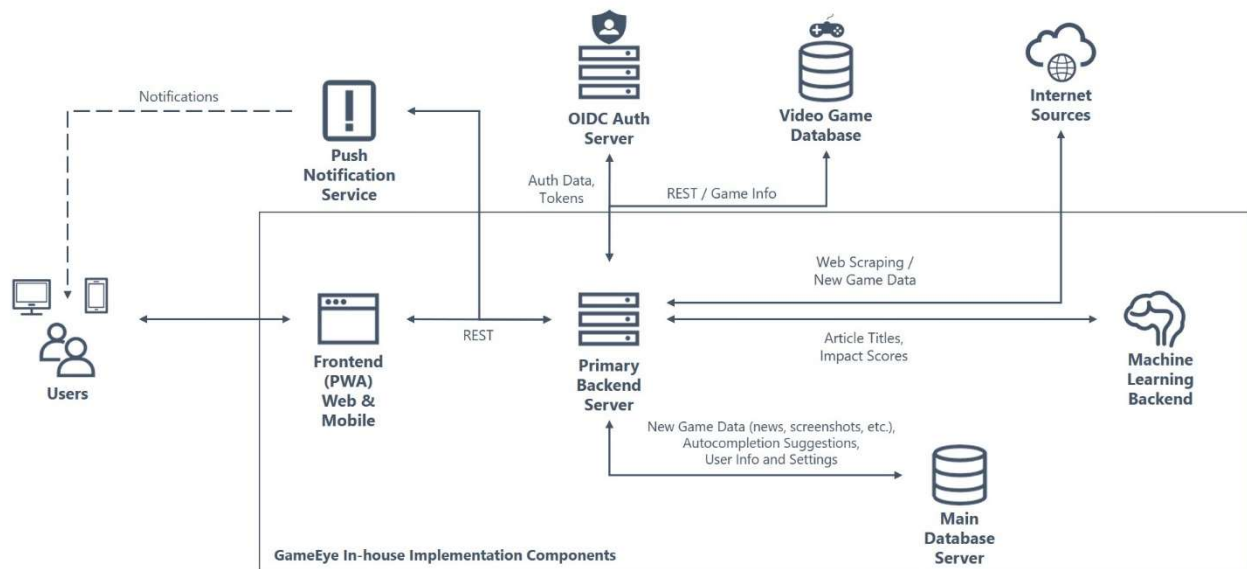 Notifications
Push
Notification
Service
OIDC Auth
Server
Video Game
Database
Internet
Sources
Auth Data,
Tokens
REST / Game Info
Web Scraping /
New Game Data
Users
Frontend
(PWA)
Web &
Mobile
REST
Primary
Backend
Server
Article Titles,
Impact Scores
Machine
Learning
Backend
New Game Data (news, screenshots, etc.),
Autocompletion Suggestions,
User Info and Settings
Main
Database
Server
GameEye In-house Implementation Components